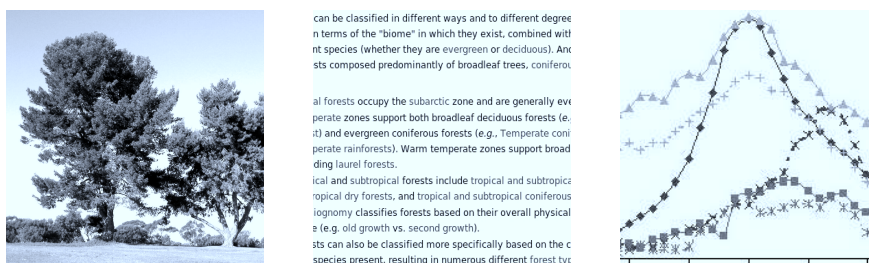 can be classified in different ways and to different degree
n terms of the "biome" in which they exist, combined with
nt species (whether they are evergreen or deciduous). And
sts composed predominantly of broadleaf trees, coniferou
al forests occupy the subarctic zone and are generally eve
perate zones support both broadleaf deciduous forests (e.
st) and evergreen coniferous forests (e.g., Temperate coni
perate rainforests). Warm temperate zones support broad
ding laurel forests.
ical and subtropical forests include tropical and subtropica
ropical dry forests, and tropical and subtropical coniferous
iognomy classifies forests based on their overall physical
e (e.g. old growth vs. second growth).
sts can also be classified more specifically based on the c
species present, resulting in numerous different forest typ